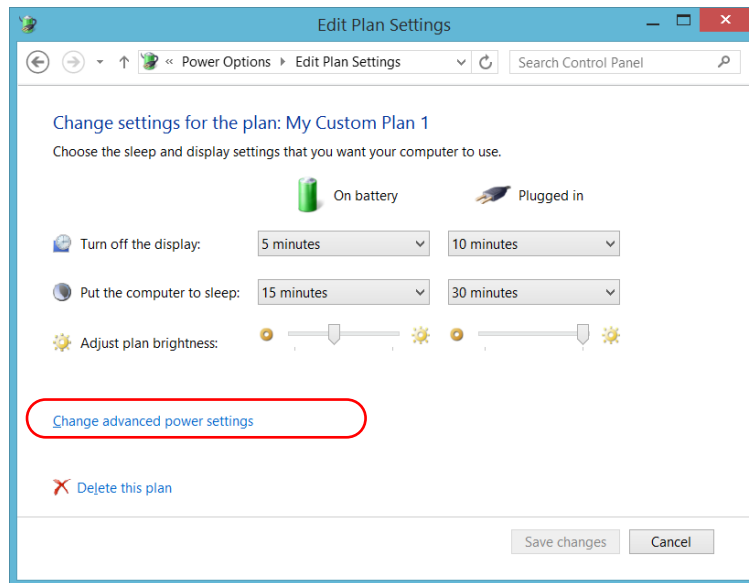 Edit Plan Settings
« Power Options Edit Plan Settings Search Control Panel
Change settings for the plan: My Custom Plan 1
Choose the sleep and display settings that you want your computer to use.
On battery Plugged in
Turn off the display: 5 minutes 10 minutes
Put the computer to sleep: 15 minutes 30 minutes
Adjust plan brightness:
Change advanced power settings
Delete this plan
Save changes Cancel